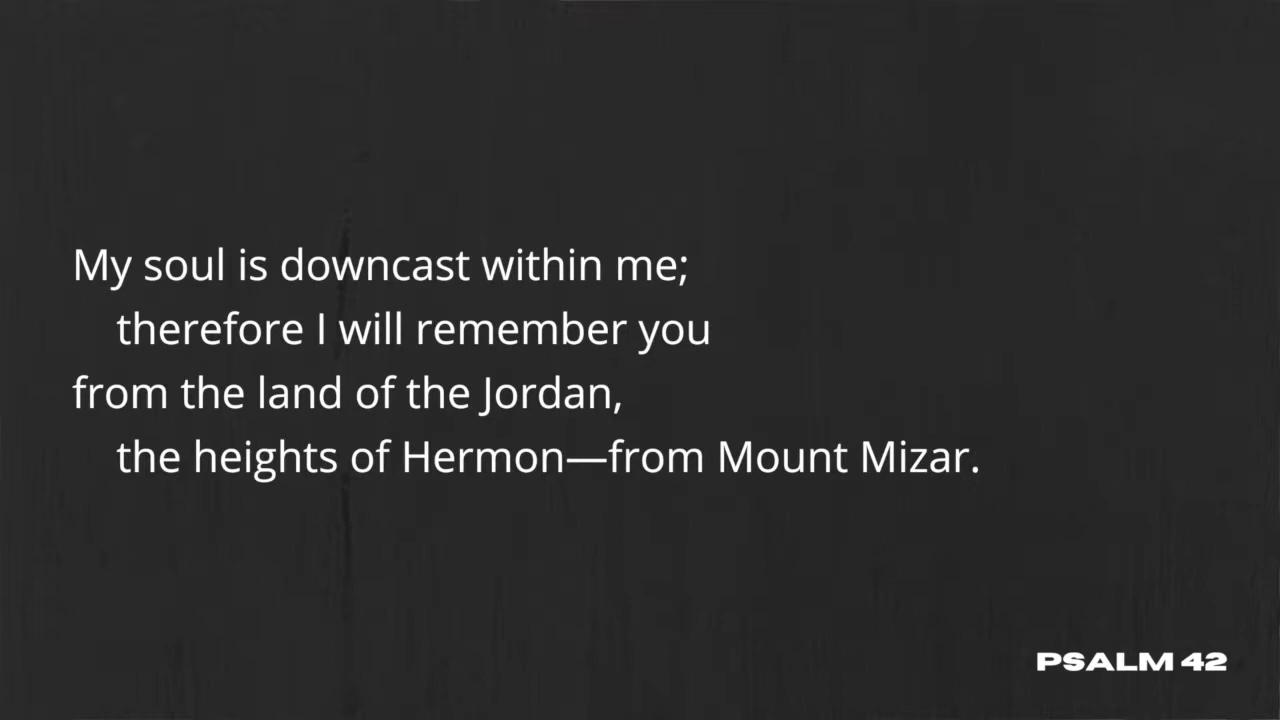 My soul is downcast within me;
therefore I will remember you
from the land of the Jordan,
the heights of Hermon—from Mount Mizar.
PSALM 42